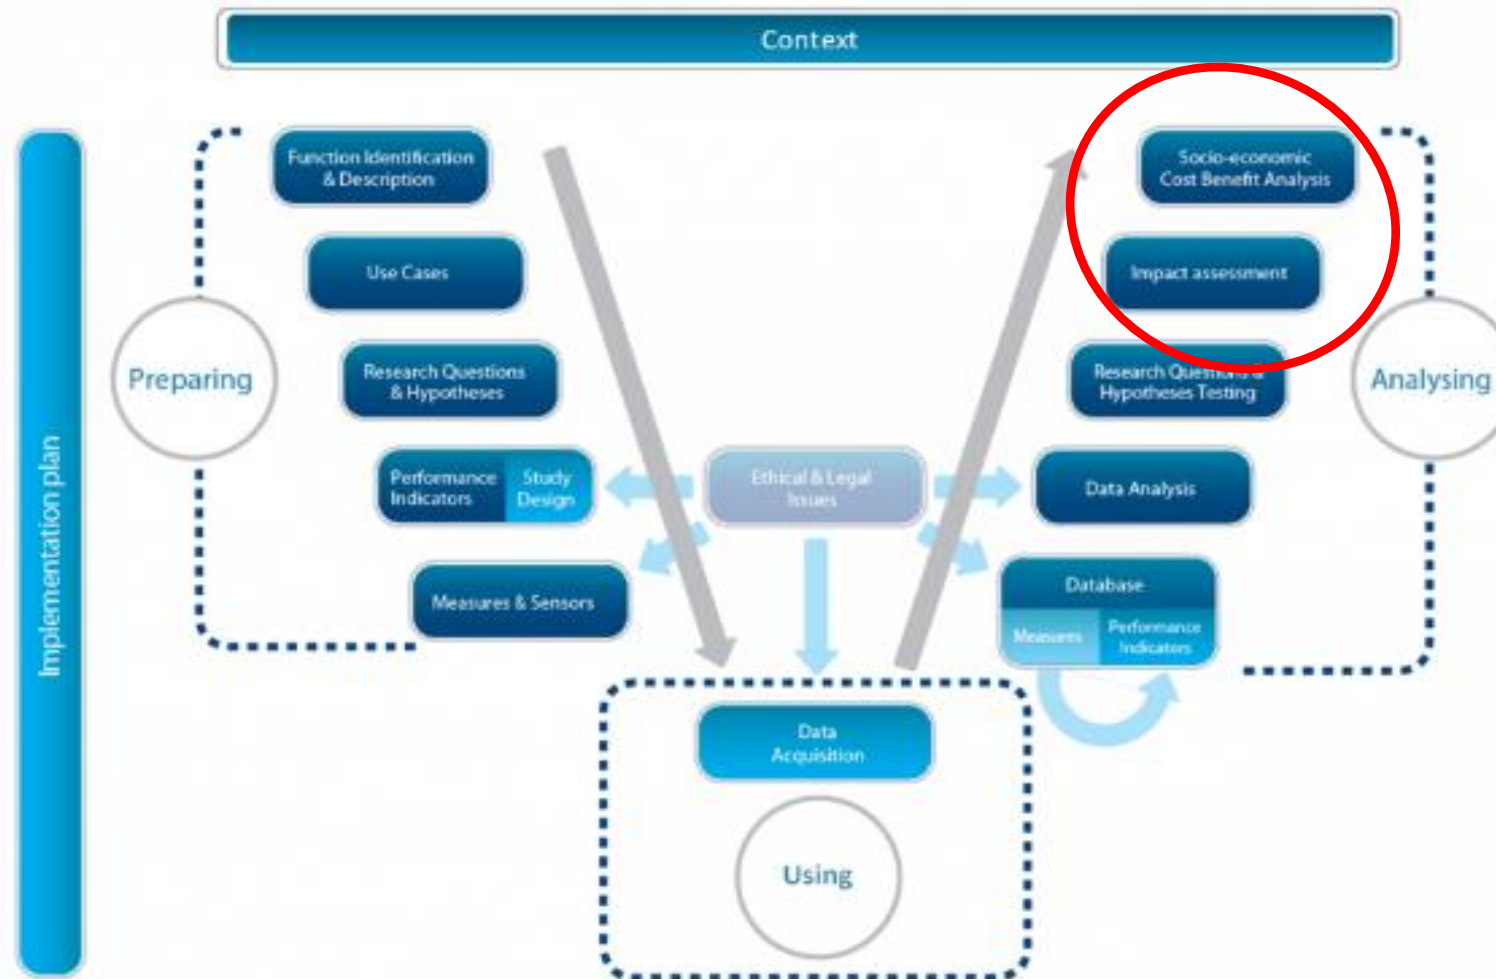 Context
Implementation plan
Preparing
Function Identification
& Description
Use Cases
Research Questions
& Hypotheses
Performance
Indicators
Study
Design
Measures & Sensors
Ethical & Legal
Issues
Data
Acquisition
Using
Socio-economic
Cost Benefit Analysis
Impact assessment
Research Questions &
Hypotheses Testing
Data Analysis
Database
Measures
Performance
Indicators
Analysing